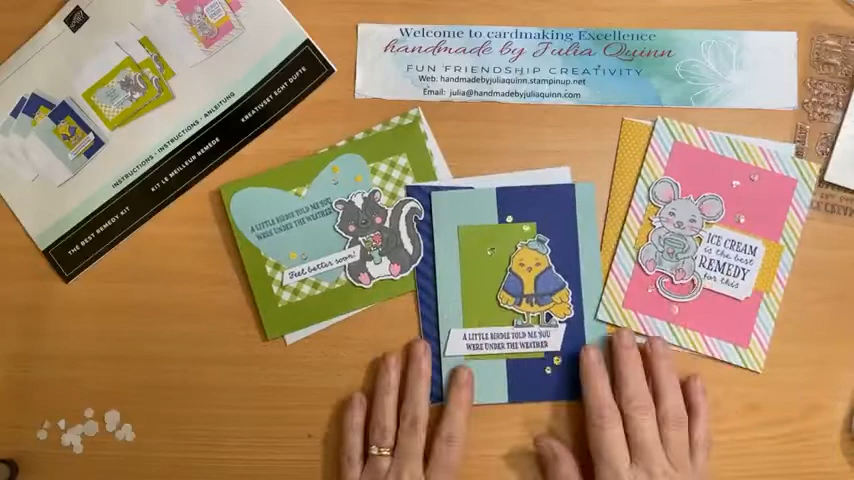 Welcome to cardmaking Excellence
handmade by Julia Quinn
FUN FRIENDSHIP CREATIVITY
Web: handmadebyjuliaquinn.stampinup.net
Email: julia@handmadebyjuliaquinn.com
INSTRUCTIONS • INSTRUCTIONS • ANLEITUNG
THE BEST REMEDY KIT
KIT LE MEILLEUR REMÈDE
KREATIVSET ECHT DUFTE
A LITTLE BIRDIE TOLD ME YOU
WERE UNDER THE WEATHER
Feel better soon!
A LITTLE BIRDIE TOLD ME YOU
WERE UNDER THE WEATHER
ICE CREAM
is the best
REMEDY
for this